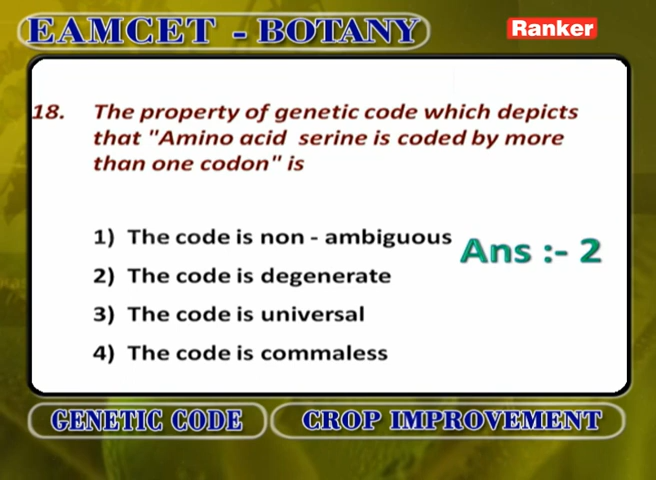 EAMCET - BOTANY
Ranker
18. The property of genetic code which depicts
that "Amino acid serine is coded by more
than one codon" is
1) The code is non - ambiguous
Ans :- 2
2) The code is degenerate
3) The code is universal
4) The code is commaless
GENETIC CODE
CROP IMPROVEMENT